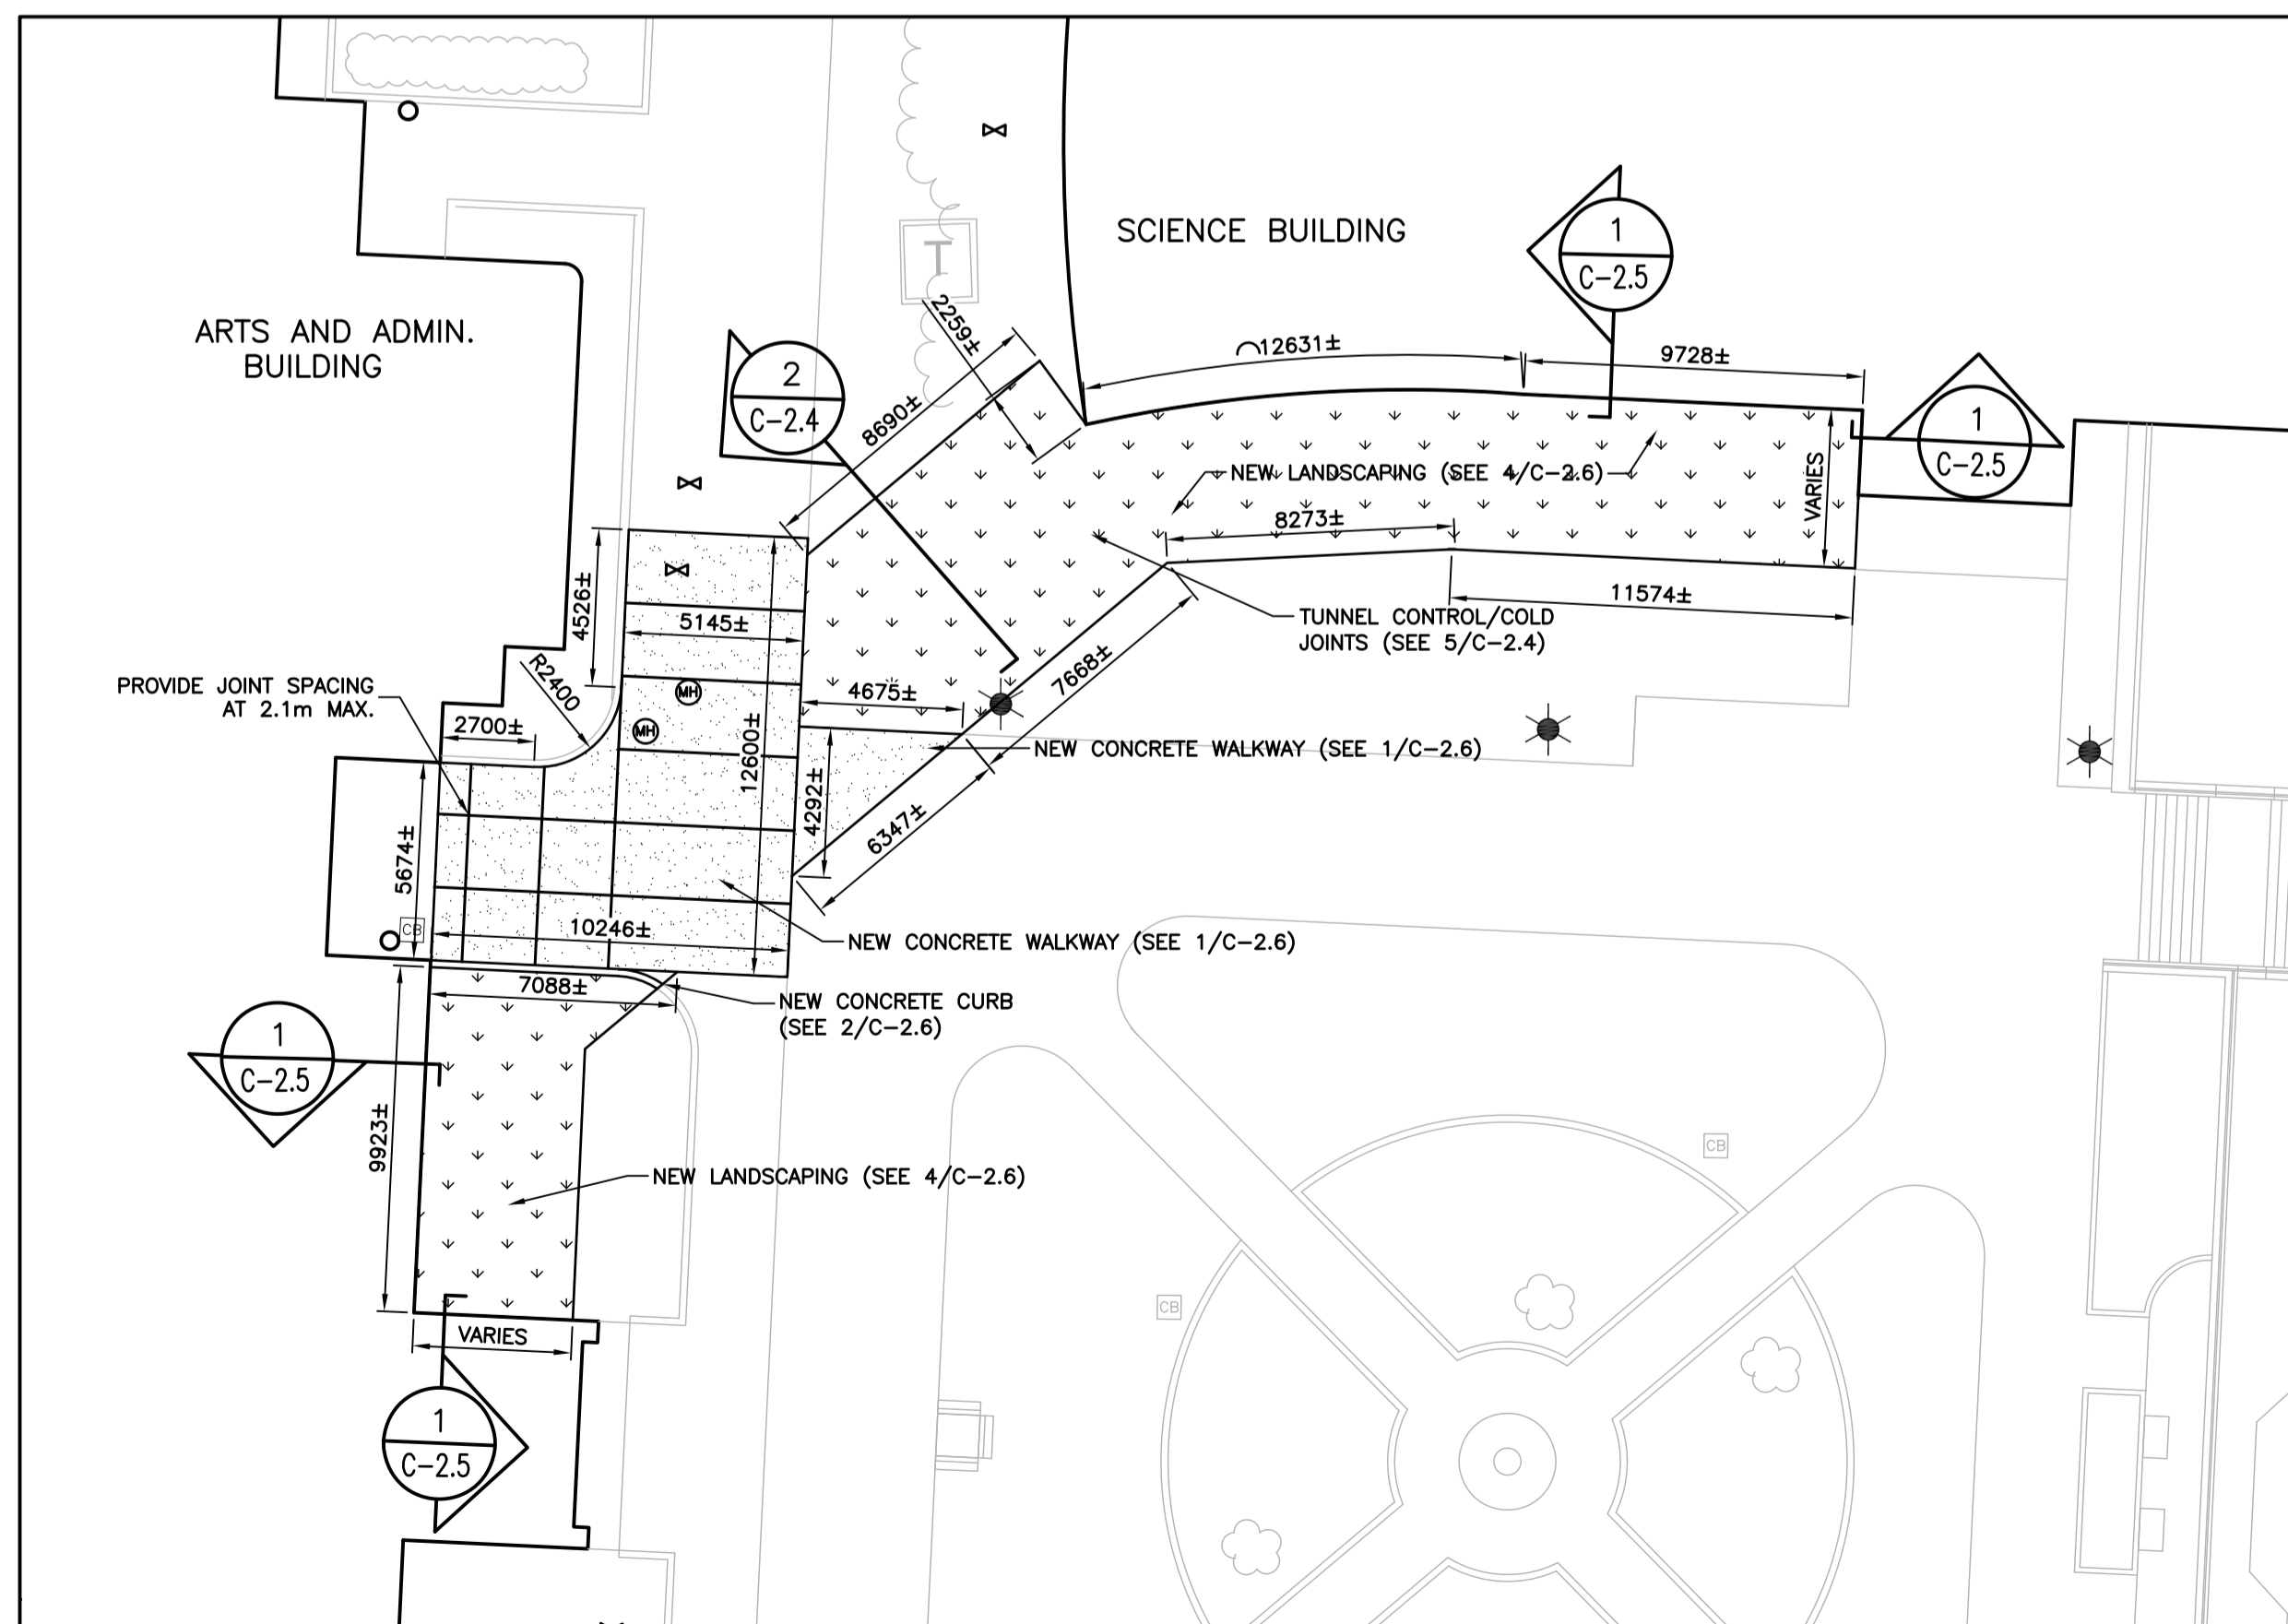 T
SCIENCE BUILDING
1
C-2.5
ARTS AND ADMIN.
BUILDING
2259±
12631±
9728±
2
C-2.4
8690±
1
C-2.5
NEW LANDSCAPING (SEE 4/C-2.6)
VARIES
8273±
4526±
5145±
11574±
TUNNEL CONTROL/COLD
JOINTS (SEE 5/C-2.4)
R2400
PROVIDE JOINT SPACING
AT 2.1m MAX.
MH
4675±
7668±
2700±
MH
12600±
NEW CONCRETE WALKWAY (SEE 1/C-2.6)
4292±
6347±
5674±
CB
10246±
NEW CONCRETE WALKWAY (SEE 1/C-2.6)
7088±
NEW CONCRETE CURB
(SEE 2/C-2.6)
1
C-2.5
9923±
CB
NEW LANDSCAPING (SEE 4/C-2.6)
CB
VARIES
1
C-2.5